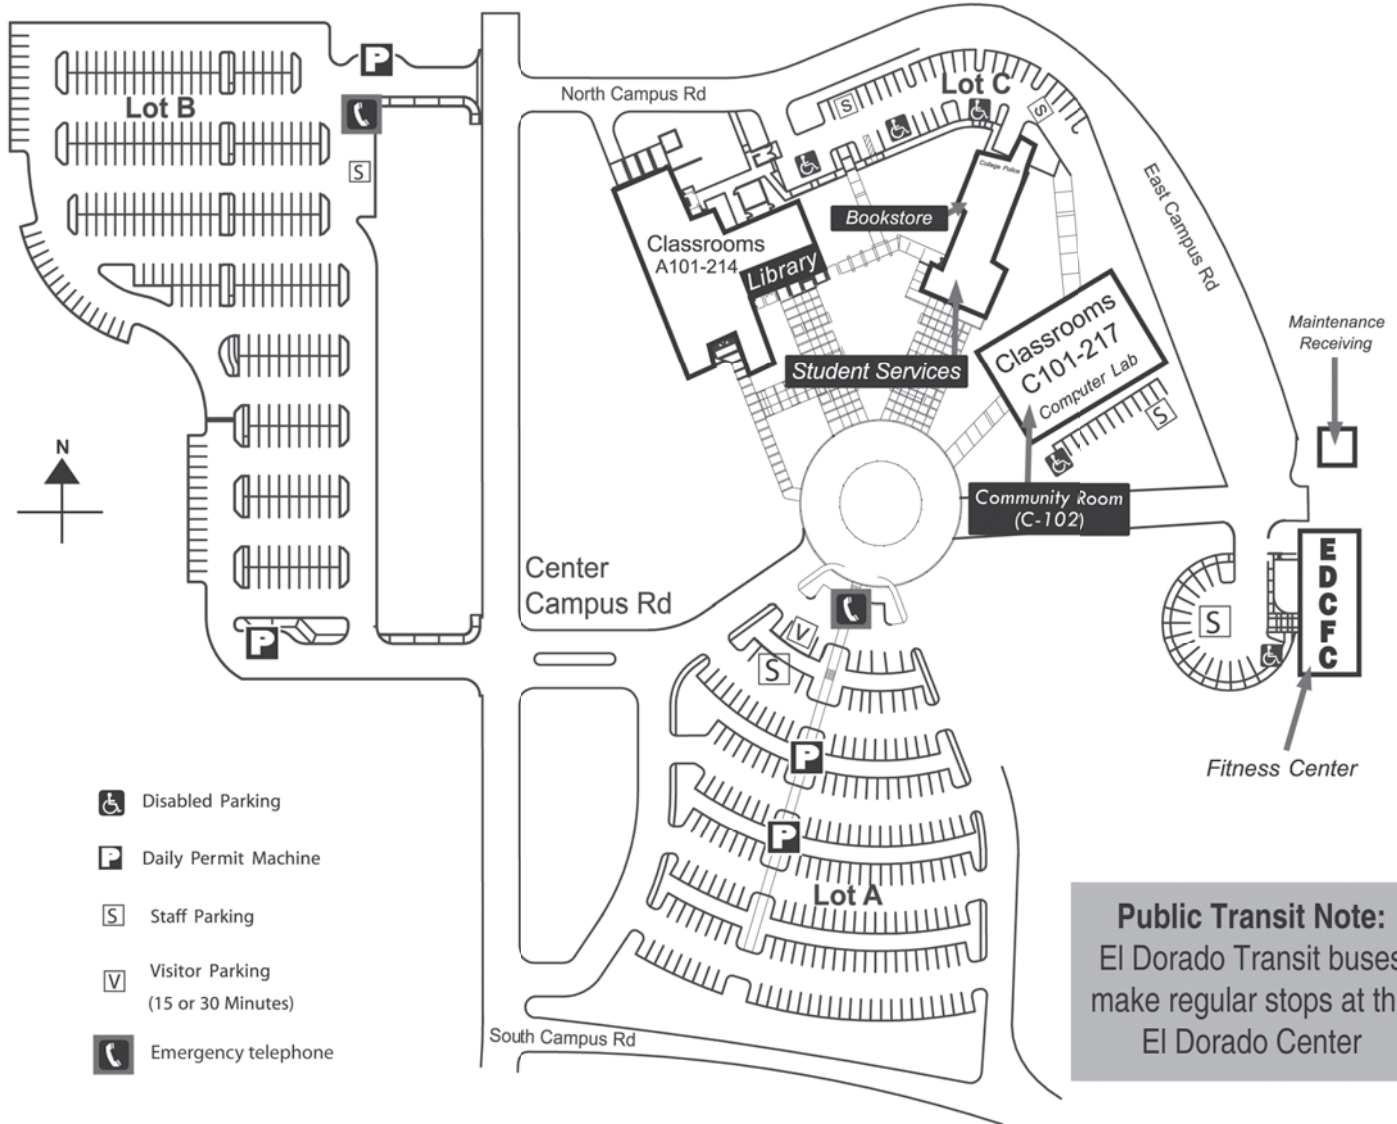 P
North Campus Rd
Lot C
Lot B
S
S
College Police
East Campus Rd
S
Bookstore
Classrooms
A101-214
Library
Maintenance
Receiving
Classrooms
C101-217
Computer Lab
Student Services
S
N
Community Room
(C-102)
EDCFC
Center
Campus Rd
S
V
P
S
Fitness Center
P
Disabled Parking
P
P Daily Permit Machine
Lot A
S Staff Parking
V Visitor Parking
(15 or 30 Minutes)
Emergency telephone
South Campus Rd
Public Transit Note:
El Dorado Transit buses
make regular stops at th
El Dorado Center